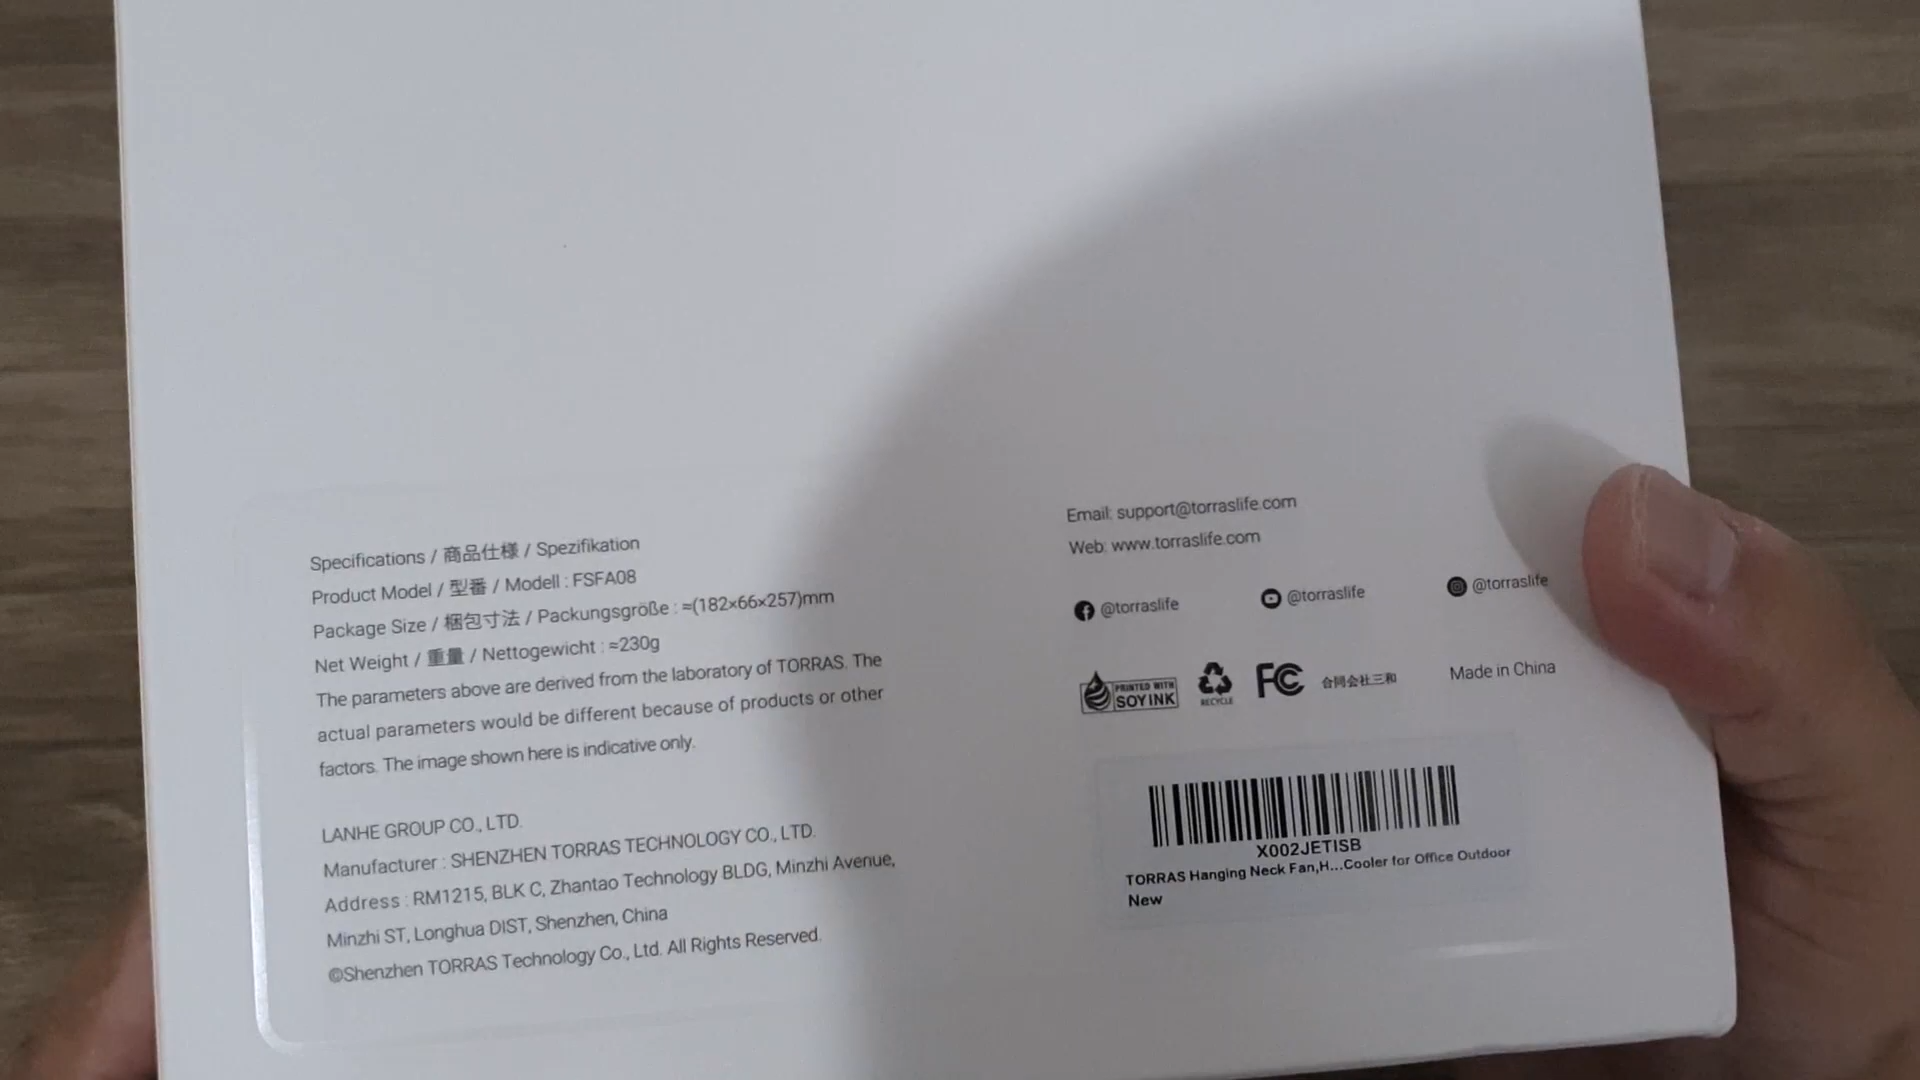 Specifications / 商品仕様 / Spezifikation
Product Model / 型番 / Modell : FSFA08
Package Size / 梱包寸法 / Packungsgröße : ≈(182×66×257)mm
Net Weight / 重量 / Nettogewicht : ≈230g
The parameters above are derived from the laboratory of TORRAS. The
actual parameters would be different because of products or other
factors. The image shown here is indicative only.
LANHE GROUP CO., LTD.
Manufacturer : SHENZHEN TORRAS TECHNOLOGY CO., LTD.
Address : RM1215, BLK C, Zhantao Technology BLDG, Minzhi Avenue,
Minzhi ST, Longhua DIST, Shenzhen, China
©Shenzhen TORRAS Technology Co., Ltd. All Rights Reserved.
Email: support@torraslife.com
Web: www.torraslife.com
@torraslife
@torraslife
@torraslife
PRINTED WITH
SOY INK
RECYCLE
FC
合同会社三和
Made in China
X002JETISB
TORRAS Hanging Neck Fan,H...Cooler for Office Outdoor
New